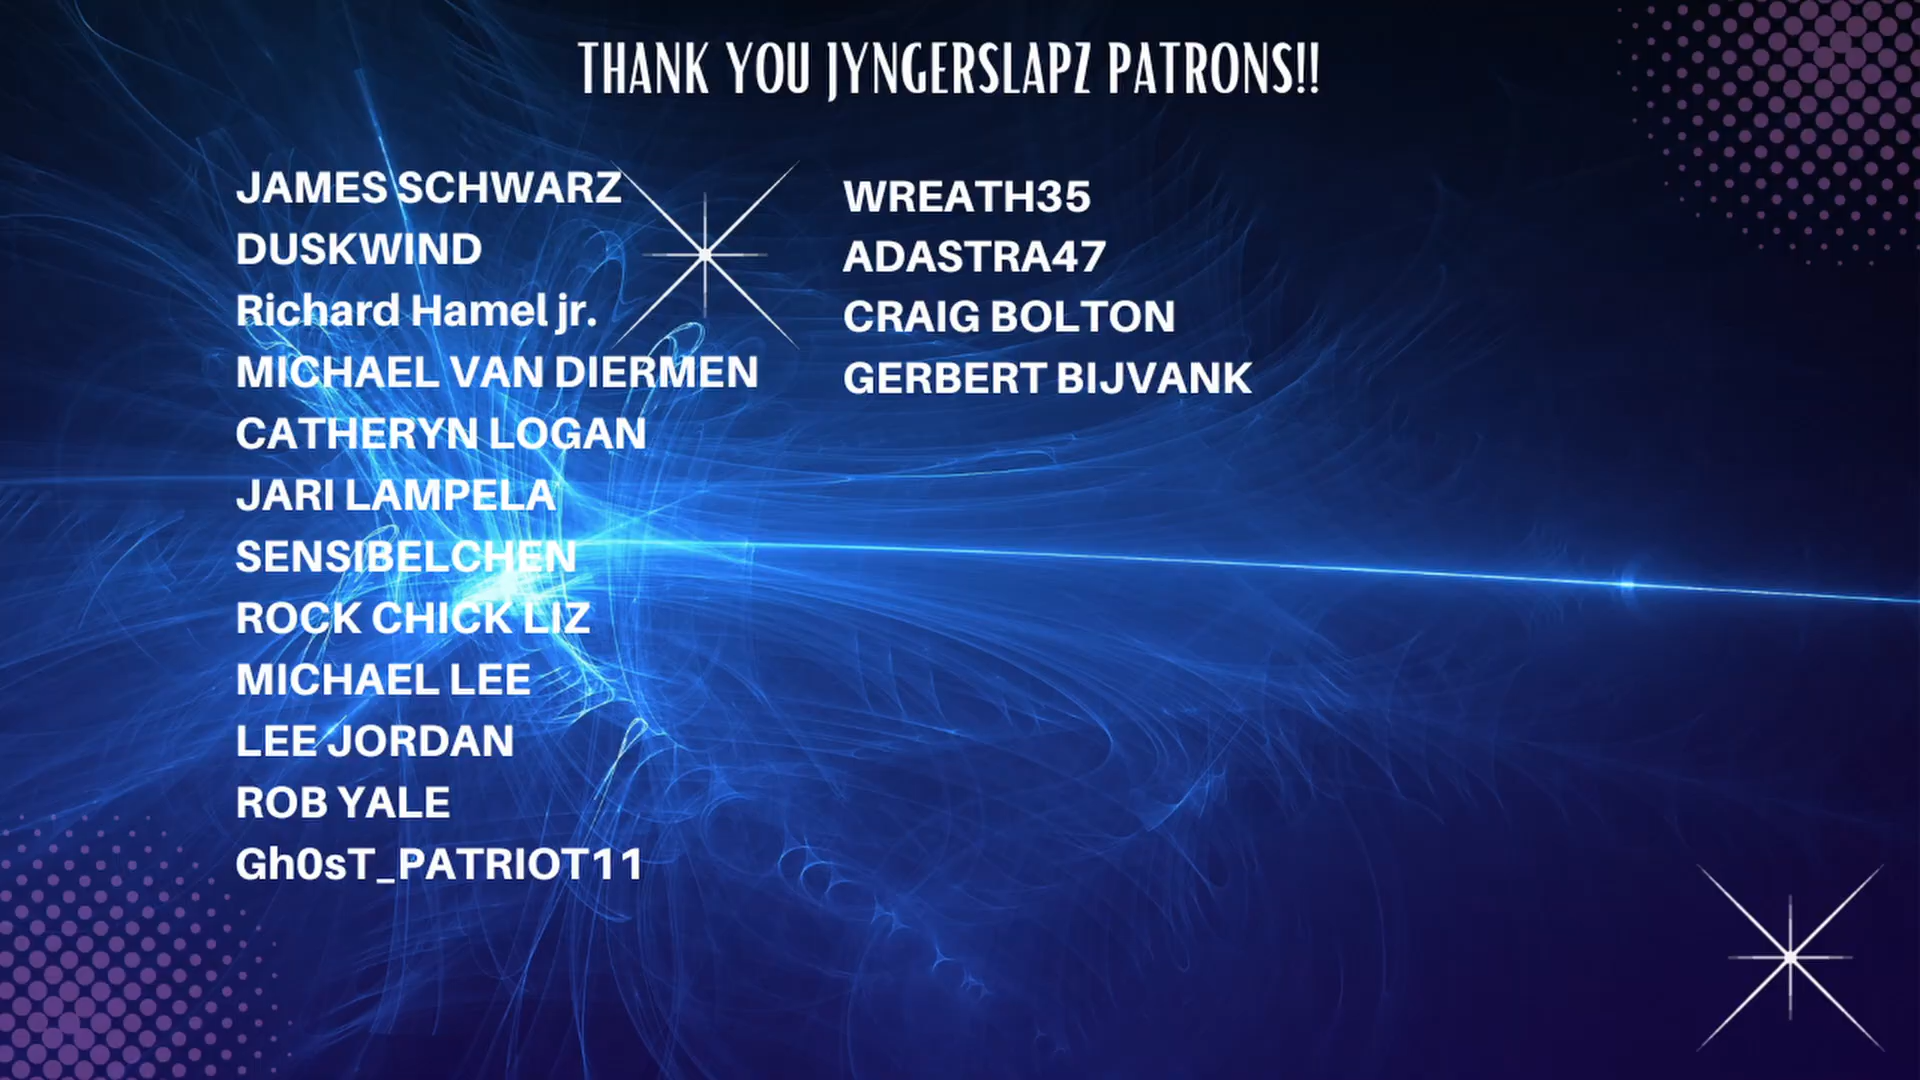 THANK YOU JYNGERSLAPZ PATRONS!!
JAMES SCHWARZ
DUSKWIND
Richard Hamel jr.
MICHAEL VAN DIERMEN
CATHERYN LOGAN
JARI LAMPELA
SENSIBELCHEN
ROCK CHICK LIZ
MICHAEL LEE
LEE JORDAN
ROB YALE
Gh0sT_PATRIOT11
WREATH35
ADASTRA47
CRAIG BOLTON
GERBERT BIJVANK